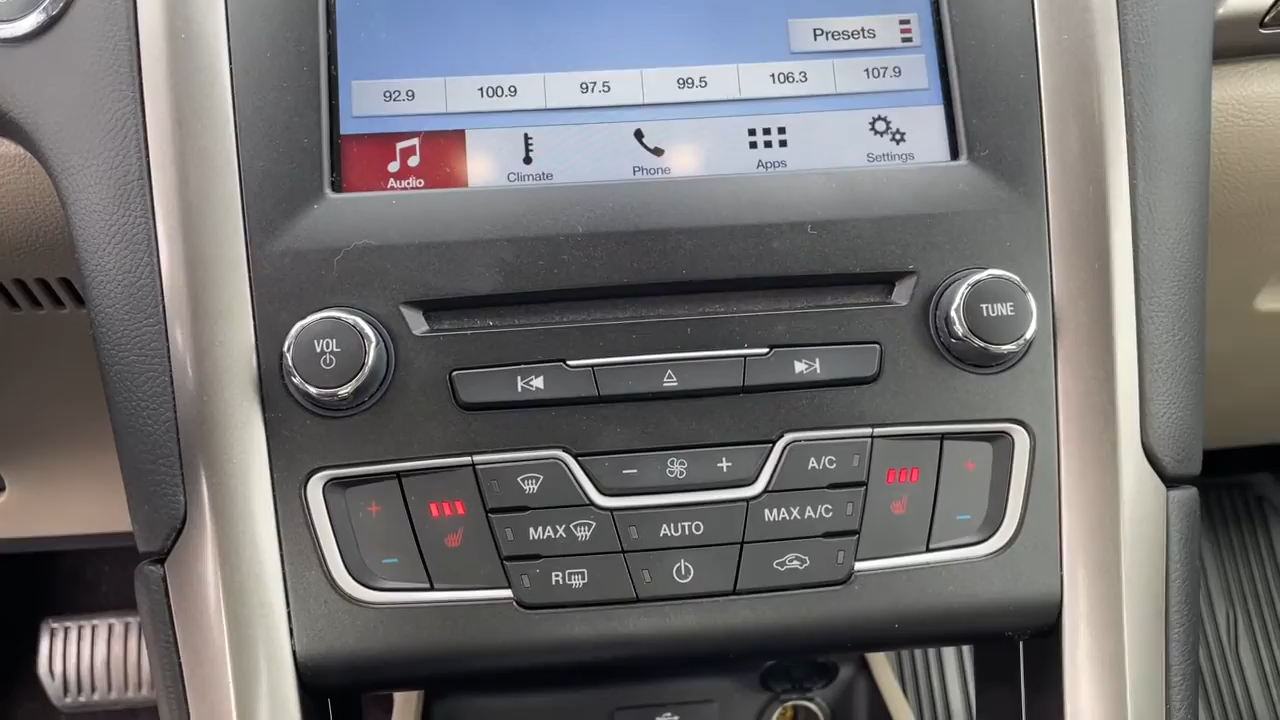 Presets
92.9 100.9 97.5 99.5 106.3 107.9
Audio Climate Phone Apps Settings
VOL
TUNE
A/C
MAX
AUTO
MAX A/C
R